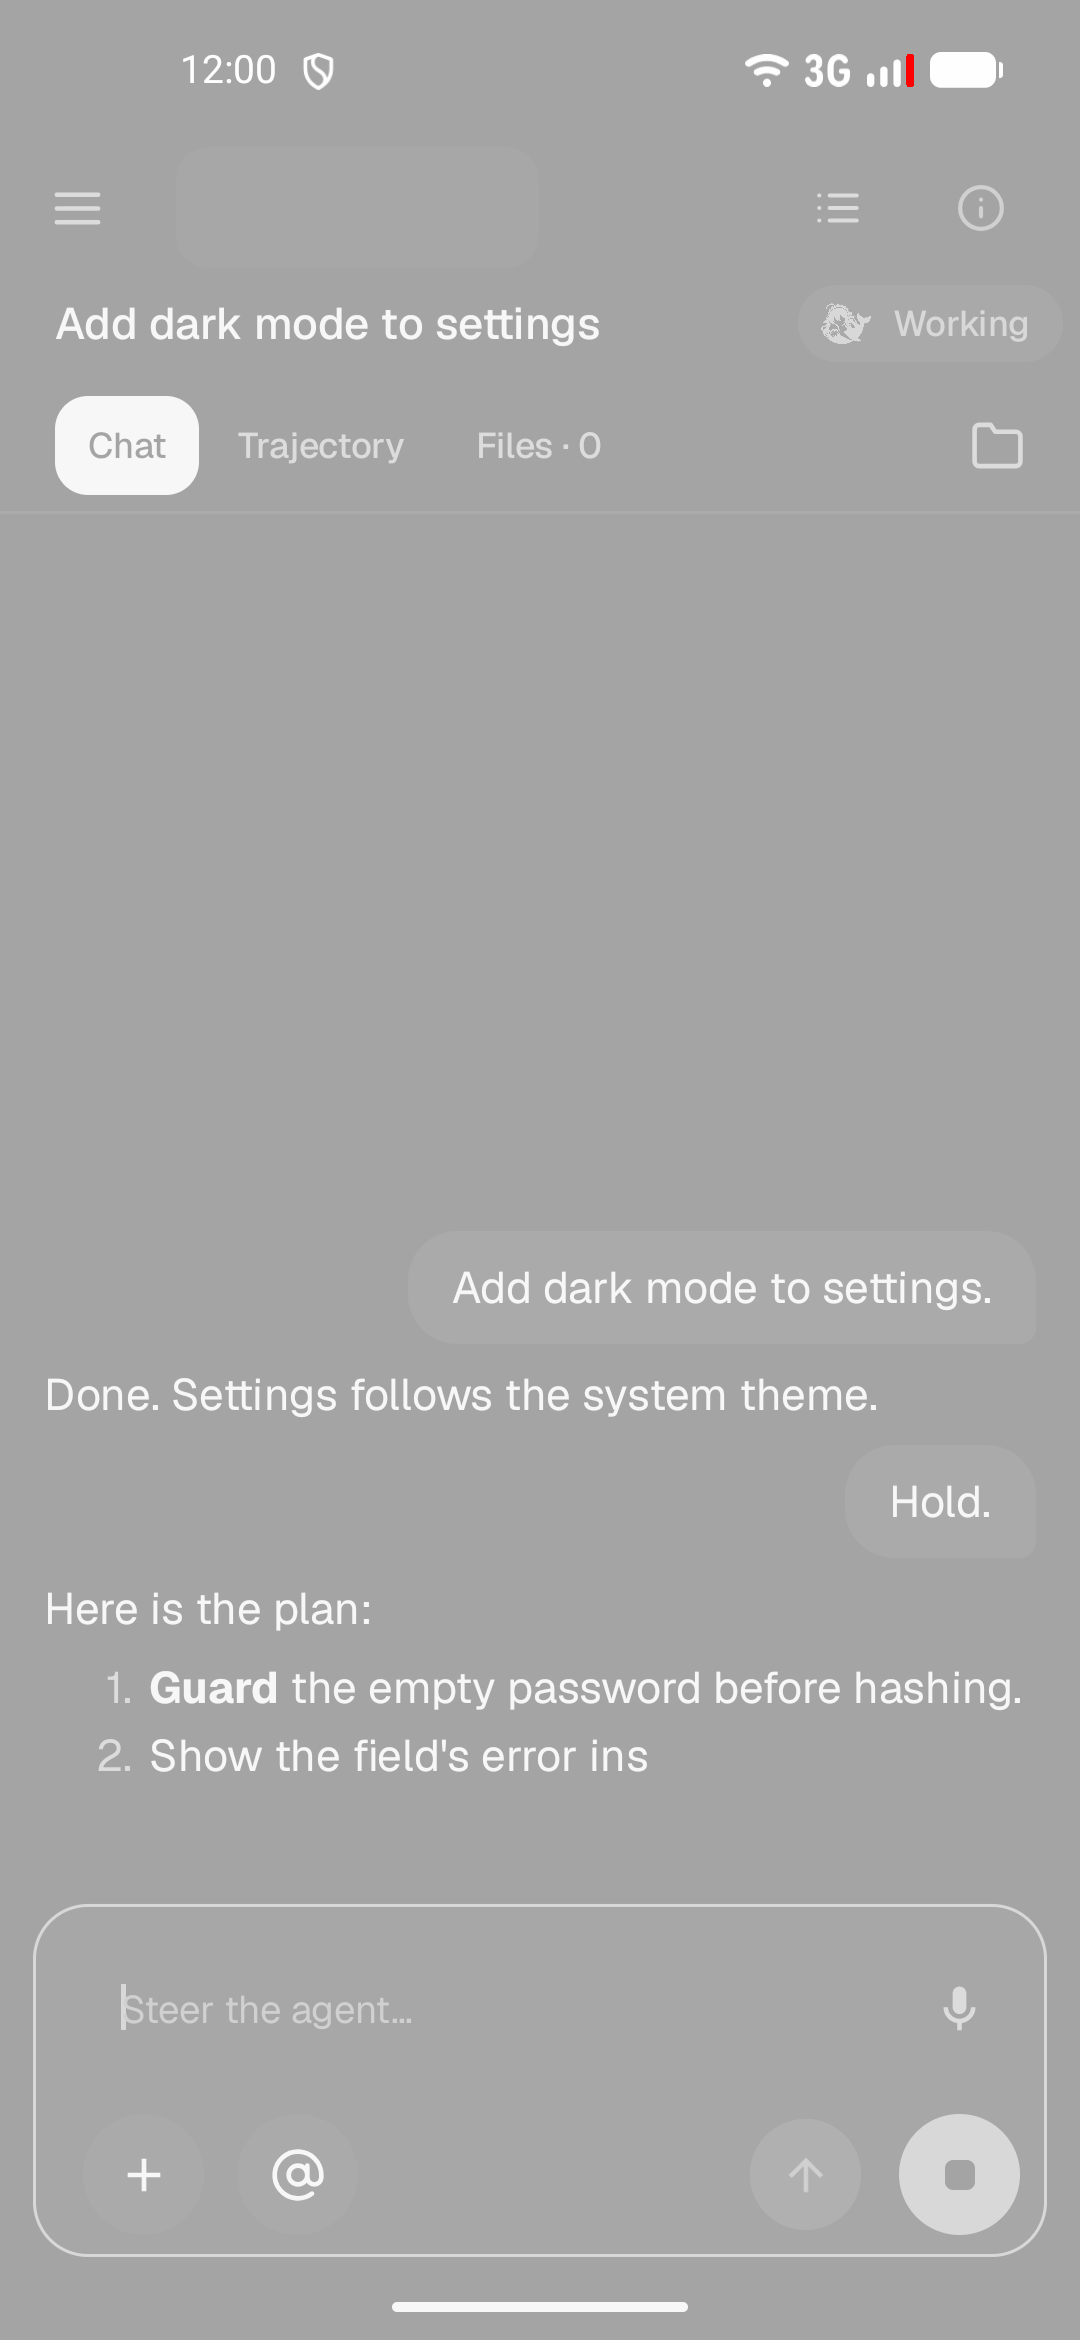 12:00
3G
Add dark mode to settings
Working
Chat
Trajectory
Files · 0
Add dark mode to settings.
Done. Settings follows the system theme.
Hold.
Here is the plan:
1. Guard the empty password before hashing.
2. Show the field's error ins
Steer the agent...